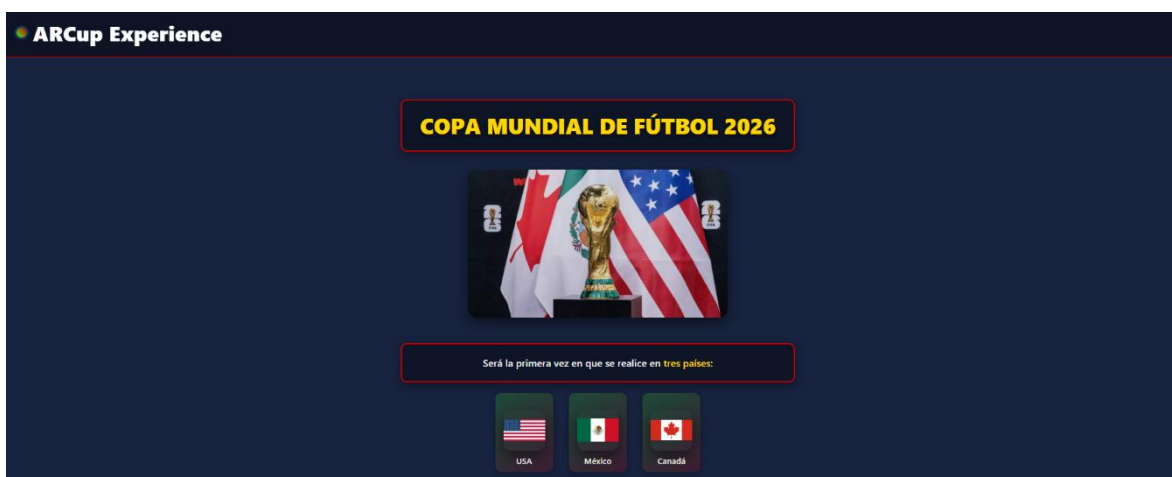 ARCup Experience
COPA MUNDIAL DE FÚTBOL 2026
Será la primera vez en que se realice en tres países:
USA
México
Canadá